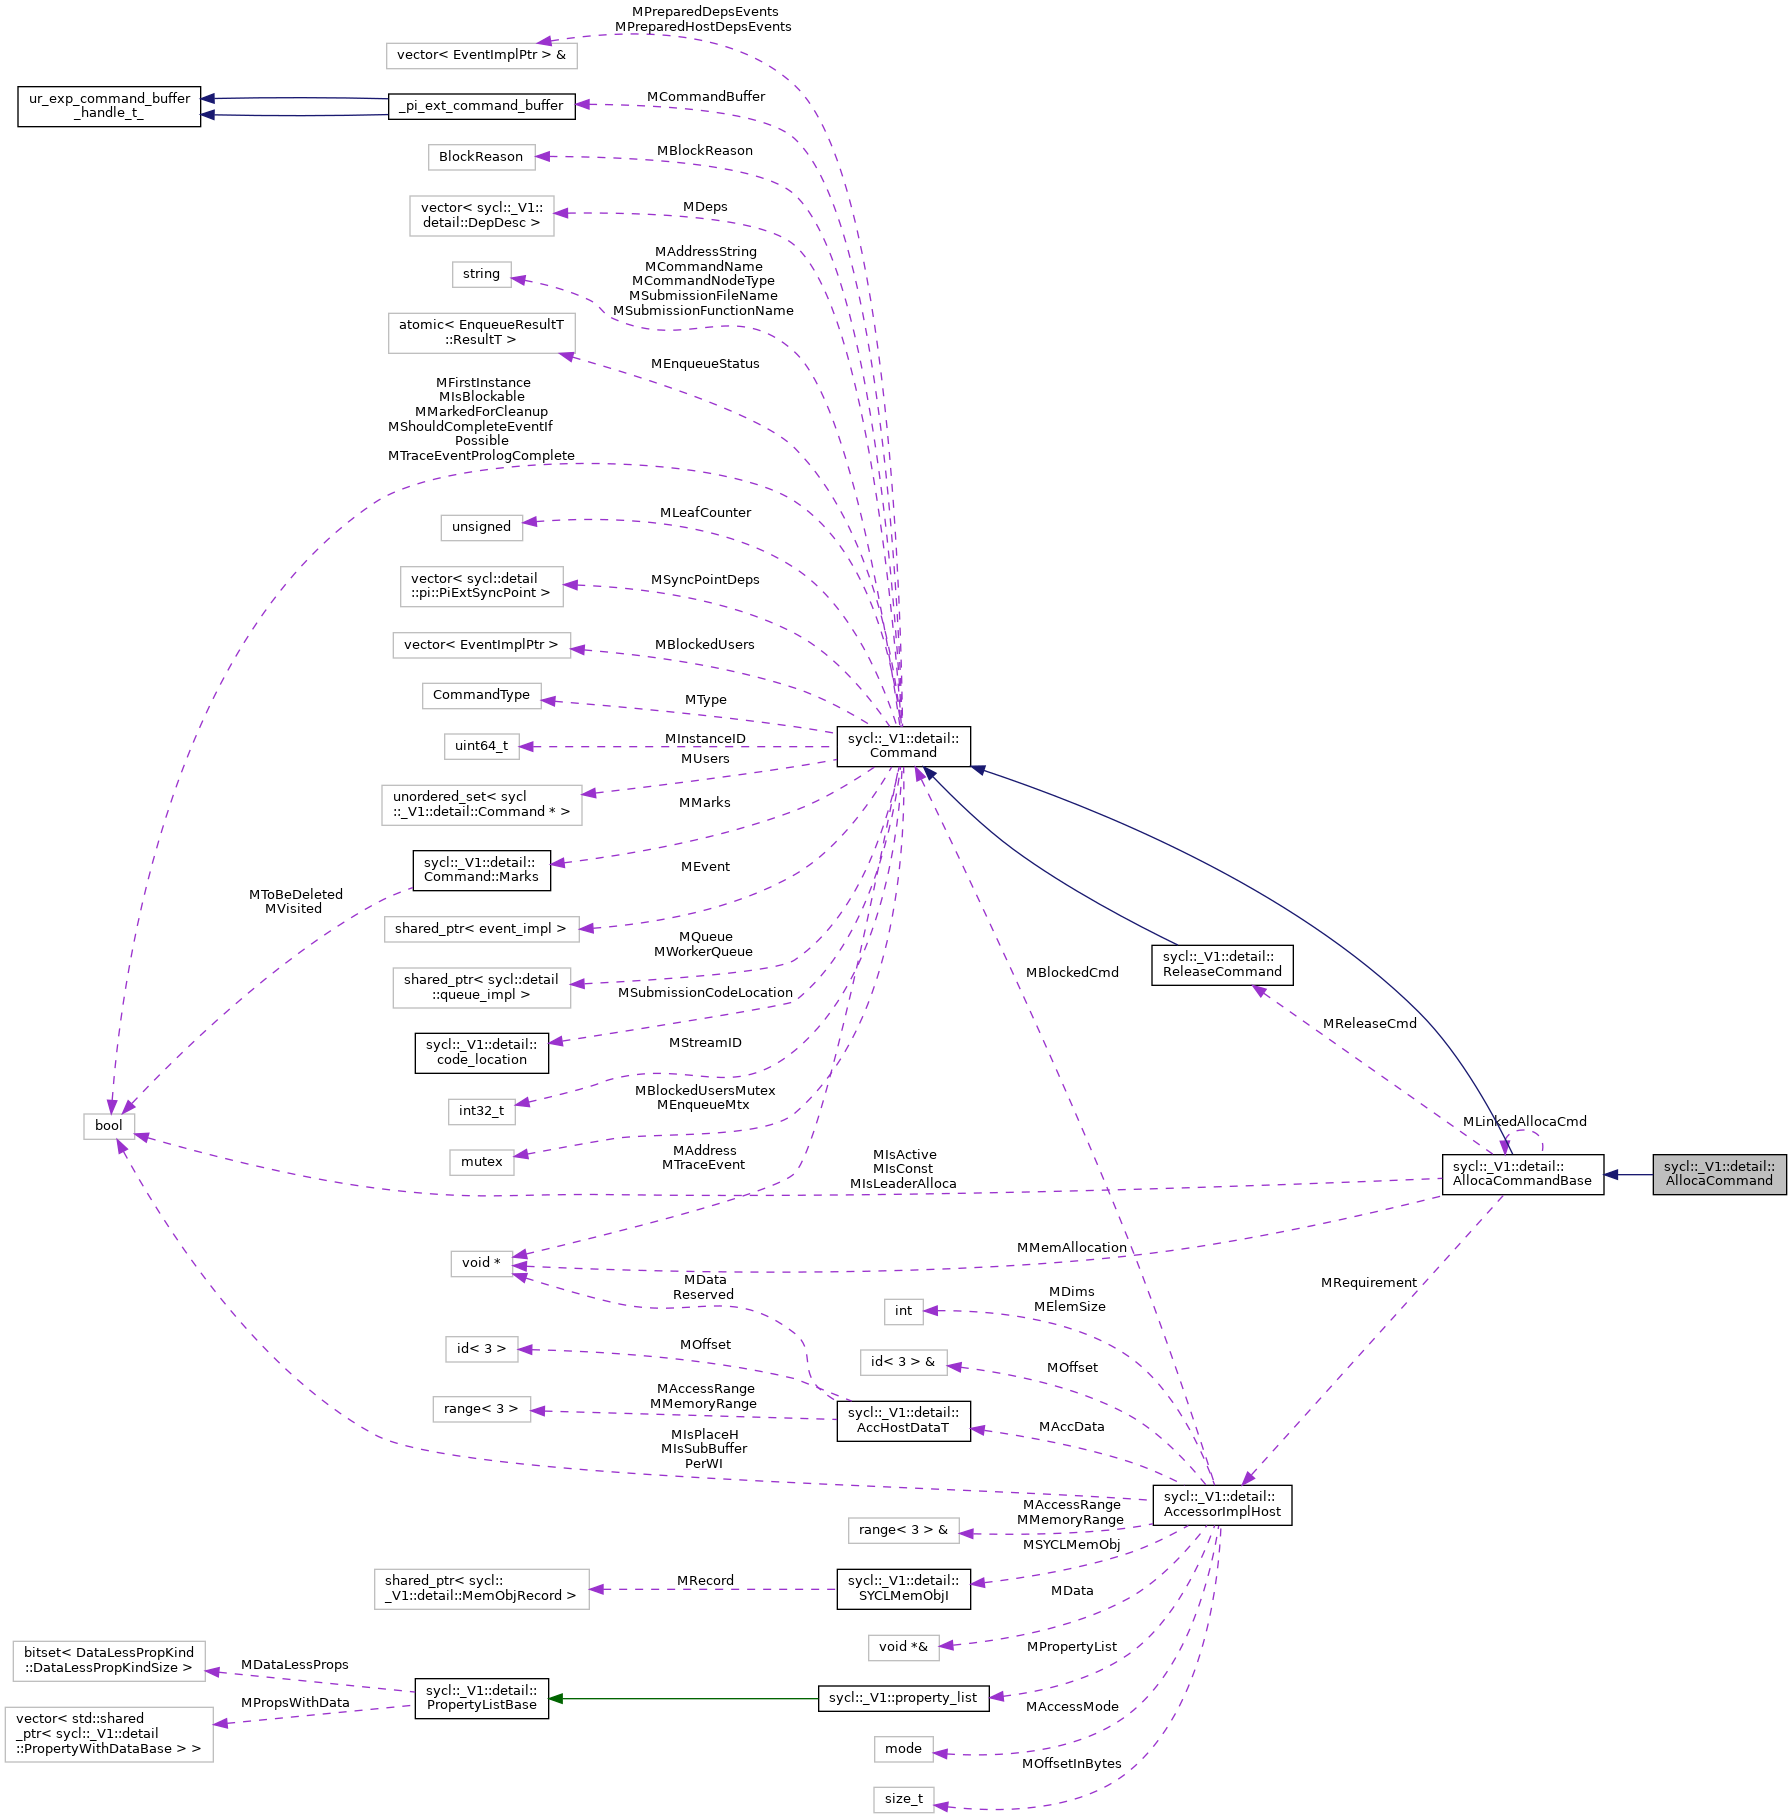 MPreparedDepsEvents
MPreparedHostDepsEvents
vector< EventImplPtr > &
ur_exp_command_buffer
_handle_t_
_pi_ext_command_buffer
MCommandBuffer
BlockReason
MBlockReason
vector< sycl::_V1::
detail::DepDesc >
MDeps
string
MAddressString
MCommandName
MCommandNodeType
MSubmissionFileName
MSubmissionFunctionName
atomic< EnqueueResultT
::ResultT >
MEnqueueStatus
MFirstInstance
MIsBlockable
MMarkedForCleanup
MShouldCompleteEventIf
Possible
MTraceEventPrologComplete
unsigned
MLeafCounter
vector< sycl::detail
::pi::PiExtSyncPoint >
MSyncPointDeps
vector< EventImplPtr >
MBlockedUsers
CommandType
MType
uint64_t
MInstanceID
sycl::_V1::detail::
Command
unordered_set< sycl
::_V1::detail::Command * >
MUsers
sycl::_V1::detail::
Command::Marks
MMarks
MToBeDeleted
MVisited
shared_ptr< event_impl >
MEvent
shared_ptr< sycl::detail
::queue_impl >
MQueue
MWorkerQueue
MBlockedCmd
sycl::_V1::detail::
ReleaseCommand
sycl::_V1::detail::
code_location
MSubmissionCodeLocation
MReleaseCmd
int32_t
MStreamID
bool
mutex
MBlockedUsersMutex
MEnqueueMtx
MLinkedAllocaCmd
MAddress
MTraceEvent
MIsActive
MIsConst
MIsLeaderAlloca
sycl::_V1::detail::
AllocaCommandBase
sycl::_V1::detail::
AllocaCommand
void *
MMemAllocation
MData
Reserved
int
MDims
MElemSize
MRequirement
id< 3 >
MOffset
id< 3 > &
MOffset
range< 3 >
MAccessRange
MMemoryRange
sycl::_V1::detail::
AccHostDataT
MAccData
MIsPlaceH
MIsSubBuffer
PerWI
sycl::_V1::detail::
AccessorImplHost
range< 3 > &
MAccessRange
MMemoryRange
MSYCLMemObj
shared_ptr< sycl::
_V1::detail::MemObjRecord >
MRecord
sycl::_V1::detail::
SYCLMemObjI
MData
void *&
bitset< DataLessPropKind
::DataLessPropKindSize >
MDataLessProps
MPropertyList
vector< std::shared
_ptr< sycl::_V1::detail
::PropertyWithDataBase > >
MPropsWithData
sycl::_V1::detail::
PropertyListBase
sycl::_V1::property_list
MAccessMode
mode
MOffsetInBytes
size_t